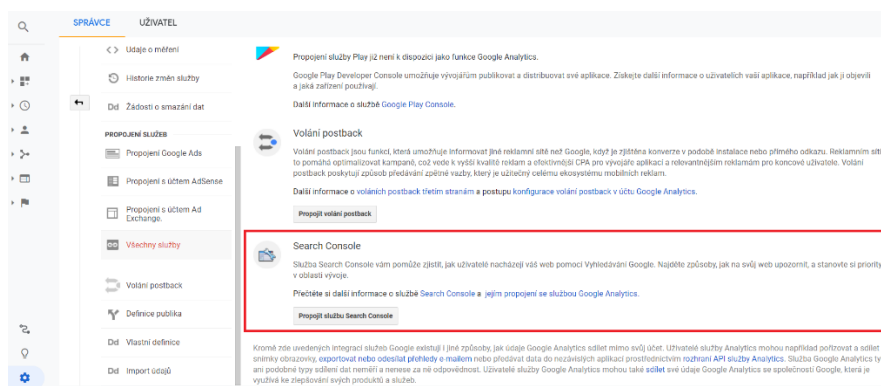 SPRÁVCE UŽIVATEL
Údaje o měření
Historie změn služby
Dd Žádosti o smazání dat
PROPOJENÍ SLUŽEB
Propojení Google Ads
Propojení s účtem AdSense
Propojení s účtem Ad
Exchange.
Všechny služby
Volání postback
Definice publika
Dd Vlastní definice
Dd Import údajů
Propojení služby Play již není k dispozici jako funkce Google Analytics.
Google Play Developer Console umožňuje vývojářům publikovat a distribuovat své aplikace. Získejte další informace o uživatelích vaší aplikace, například jak ji objevili
a jaká zařízení používají.
Další informace o službě Google Play Console.
Volání postback
Volání postback jsou funkcí, která umožňuje informovat jiné reklamní sítě než Google, když je zjištěna konverze v podobě instalace nebo přímého odkazu. Reklamním sítí
to pomáhá optimalizovat kampaně, což vede k vyšší kvalitě reklam a efektivnější CPA pro vývojáře aplikací a relevantnějším reklamám pro koncové uživatele. Volání
postback poskytují způsob předávání zpětné vazby, který je užitečný celému ekosystému mobilních reklam.
Další informace o voláních postback třetím stranám a postupu konfigurace volání postback v účtu Google Analytics.
Propojit volání postback
Search Console
Služba Search Console vám pomůže zjistit, jak uživatelé nacházejí váš web pomocí Vyhledávání Google. Najděte způsoby, jak na svůj web upozornit, a stanovte si priority
v oblasti vývoje.
Přečtěte si další informace o službě Search Console a jejím propojení se službou Google Analytics.
Propojit službu Search Console
Kromě zde uvedených integrací služeb Google existují i jiné způsoby, jak údaje Google Analytics sdílet mimo svůj účet. Uživatelé služby Analytics mohou například pořizovat a sdílet
snímky obrazovky, exportovat nebo odesílat přehledy e-mailem nebo předávat data do nezávislých aplikací prostřednictvím rozhraní API služby Analytics. Služba Google Analytics ty
ani podobné typy sdílení dat neměří a nenese za ně odpovědnost. Uživatelé služby Google Analytics mohou také sdílet své údaje Google Analytics se společností Google, která je
využívá ke zlepšování svých produktů a služeb.